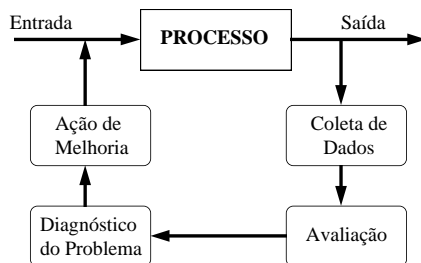 Entrada
PROCESSO
Saída
Ação de
Melhoria
Coleta de
Dados
Diagnóstico
do Problema
Avaliação